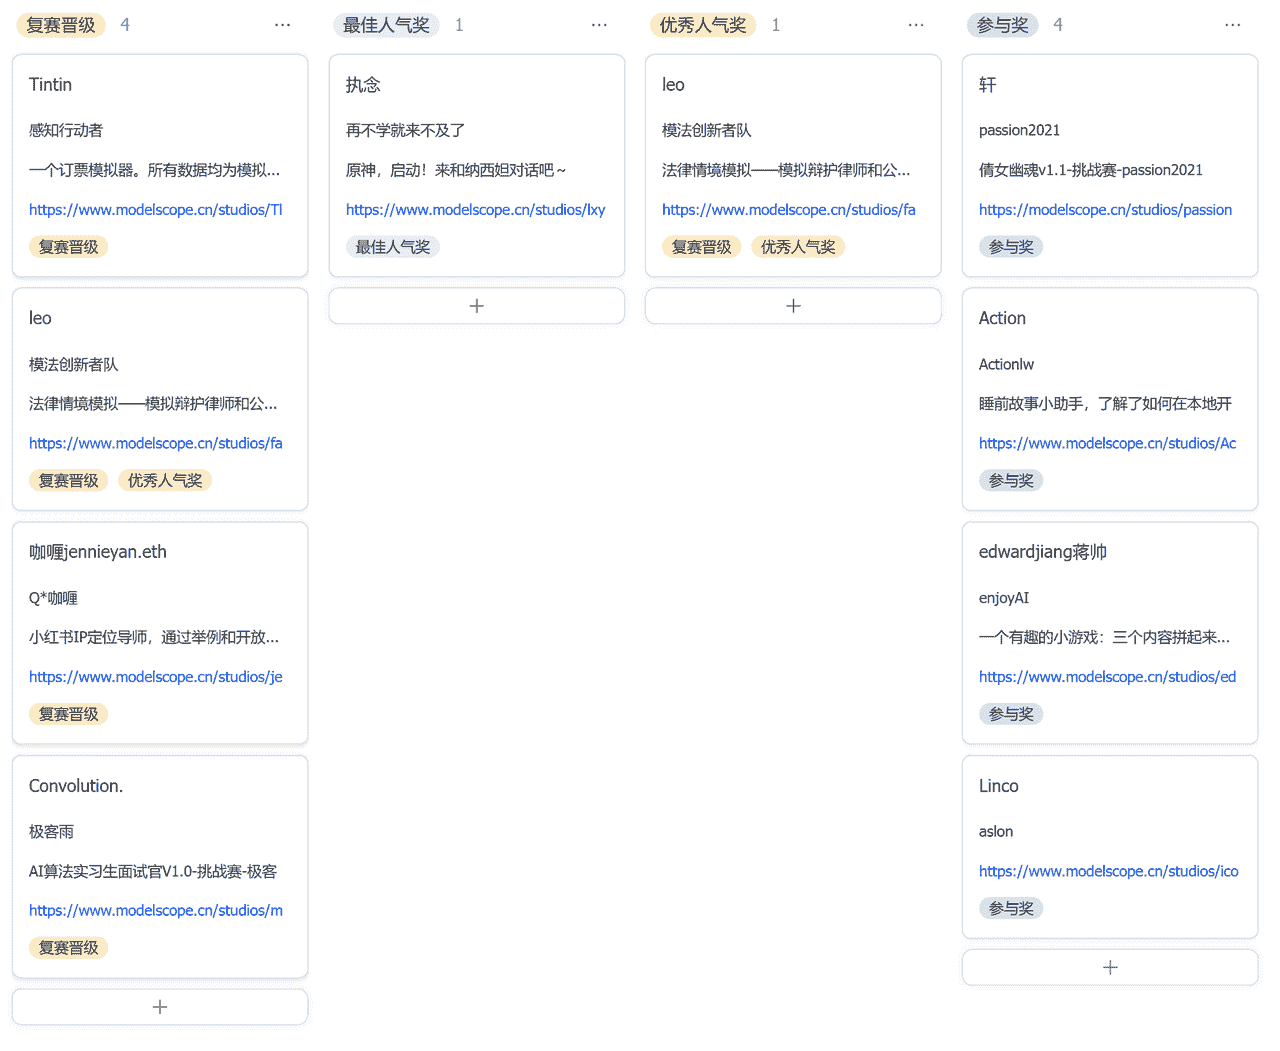 复赛晋级 4 ···
Tintin
感知行动者
一个订票模拟器。所有数据均为模拟...
https://www.modelscope.cn/studios/TI
复赛晋级
leo
模法创新者队
法律情境模拟——模拟辩护律师和公...
https://www.modelscope.cn/studios/fa
复赛晋级 优秀人气奖
咖喱jennieyan.eth
Q*咖喱
小红书IP定位导师，通过举例和开放...
https://www.modelscope.cn/studios/je
复赛晋级
Convolution.
极客雨
AI算法实习生面试官V1.0-挑战赛-极客
https://www.modelscope.cn/studios/m
复赛晋级
+
最佳人气奖 1 ···
执念
再不学就来不及了
原神，启动！来和纳西妲对话吧～
https://www.modelscope.cn/studios/lxy
最佳人气奖
+
优秀人气奖 1 ···
leo
模法创新者队
法律情境模拟——模拟辩护律师和公...
https://www.modelscope.cn/studios/fa
复赛晋级 优秀人气奖
+
参与奖 4 ···
轩
passion2021
倩女幽魂v1.1-挑战赛-passion2021
https://modelscope.cn/studios/passion
参与奖
Action
Actionlw
睡前故事小助手，了解了如何在本地开
https://www.modelscope.cn/studios/Ac
参与奖
edwardjiang蒋帅
enjoyAI
一个有趣的小游戏：三个内容拼起来...
https://www.modelscope.cn/studios/ed
参与奖
Linco
aslon
https://www.modelscope.cn/studios/ico
参与奖
+